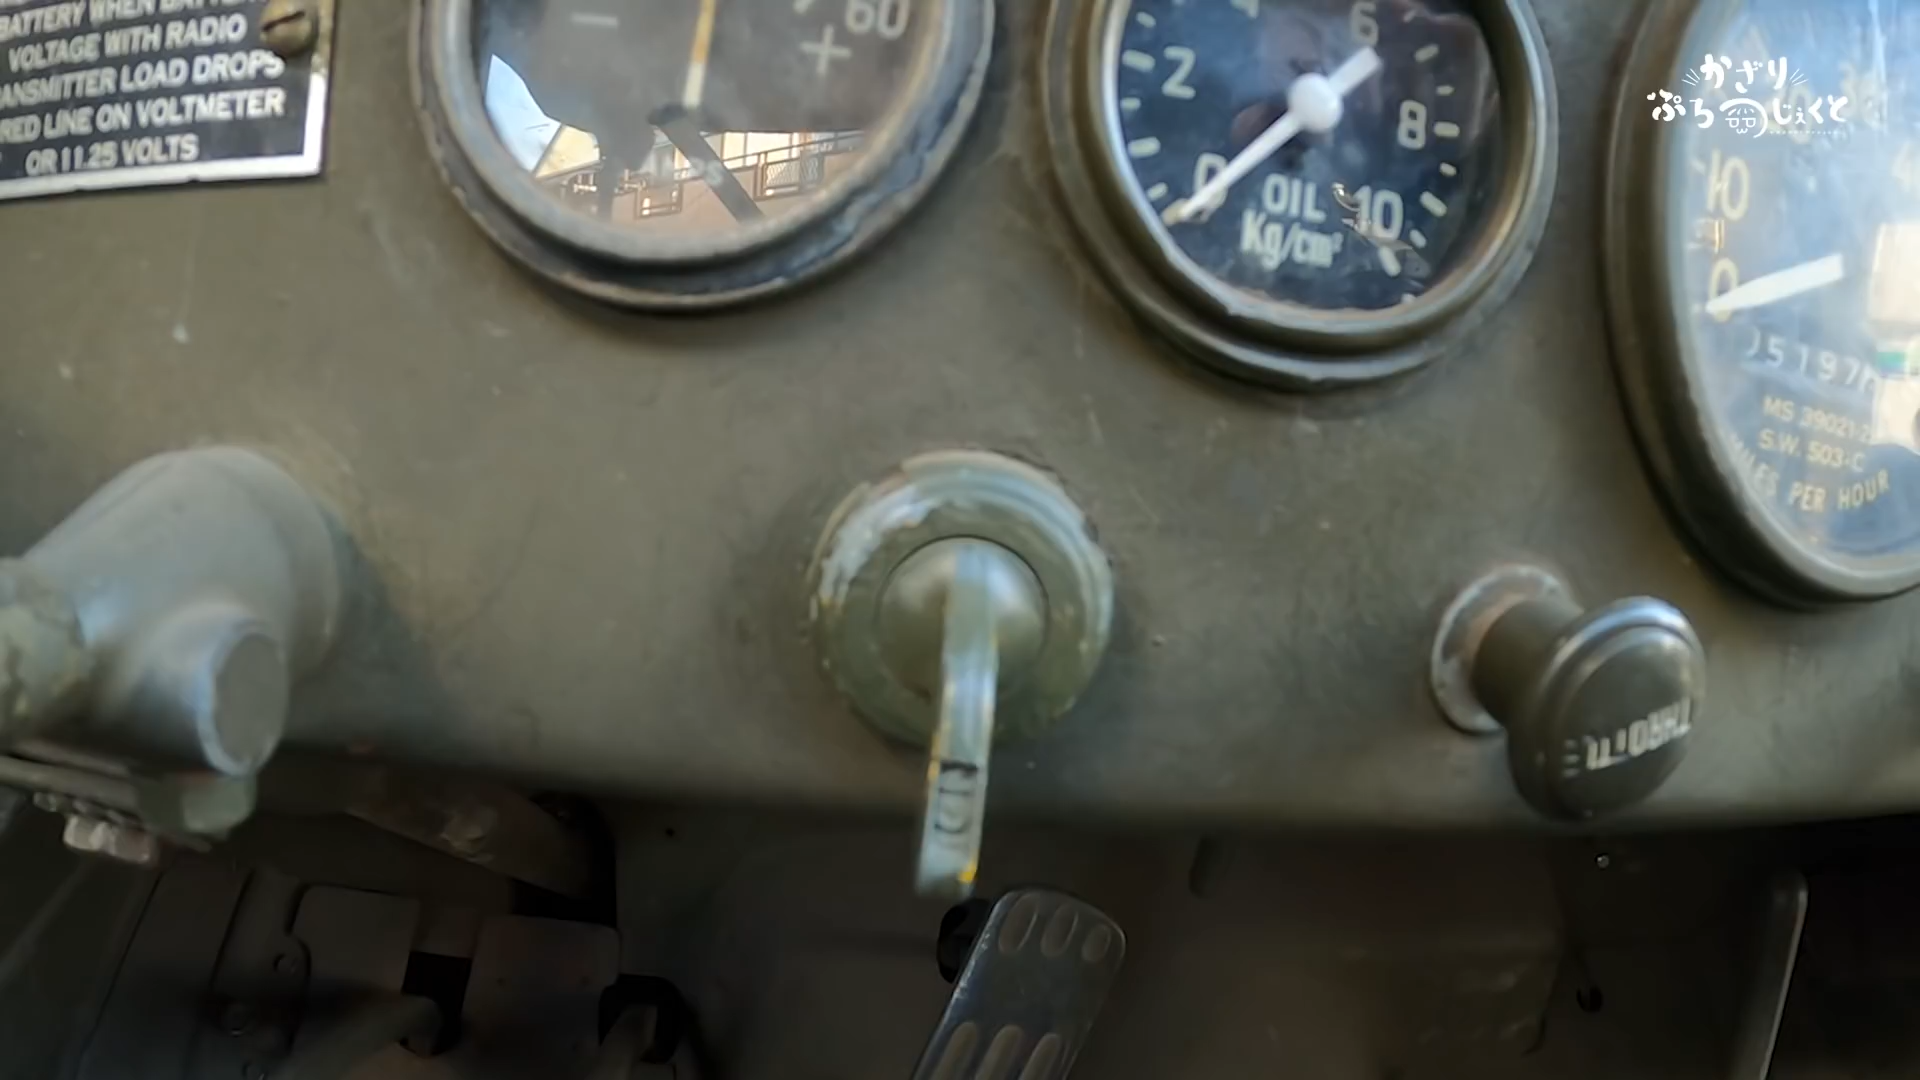 BATTERY WHEN
VOLTAGE WITH RADIO
ANSMITTER LOAD DROPS
RED LINE ON VOLTMETER
OR 11.25 VOLTS
60
−
+
2
4
6
8
0
10
OIL
Kg/cm²
10
0
MS 39021-2
S.W. 503-C
MILES PER HOUR
THROTTLE
かざり
ぷち じぇくと